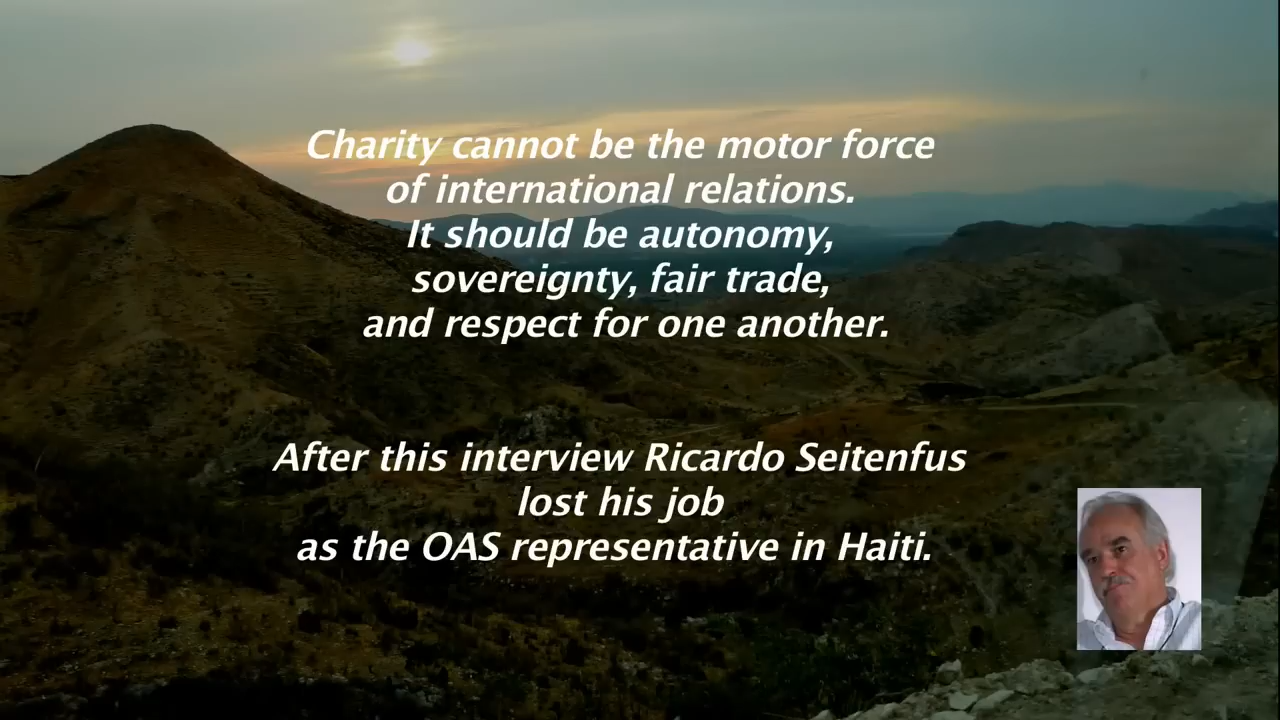 Charity cannot be the motor force
of international relations.
It should be autonomy,
sovereignty, fair trade,
and respect for one another.
After this interview Ricardo Seitenfus
lost his job
as the OAS representative in Haiti.